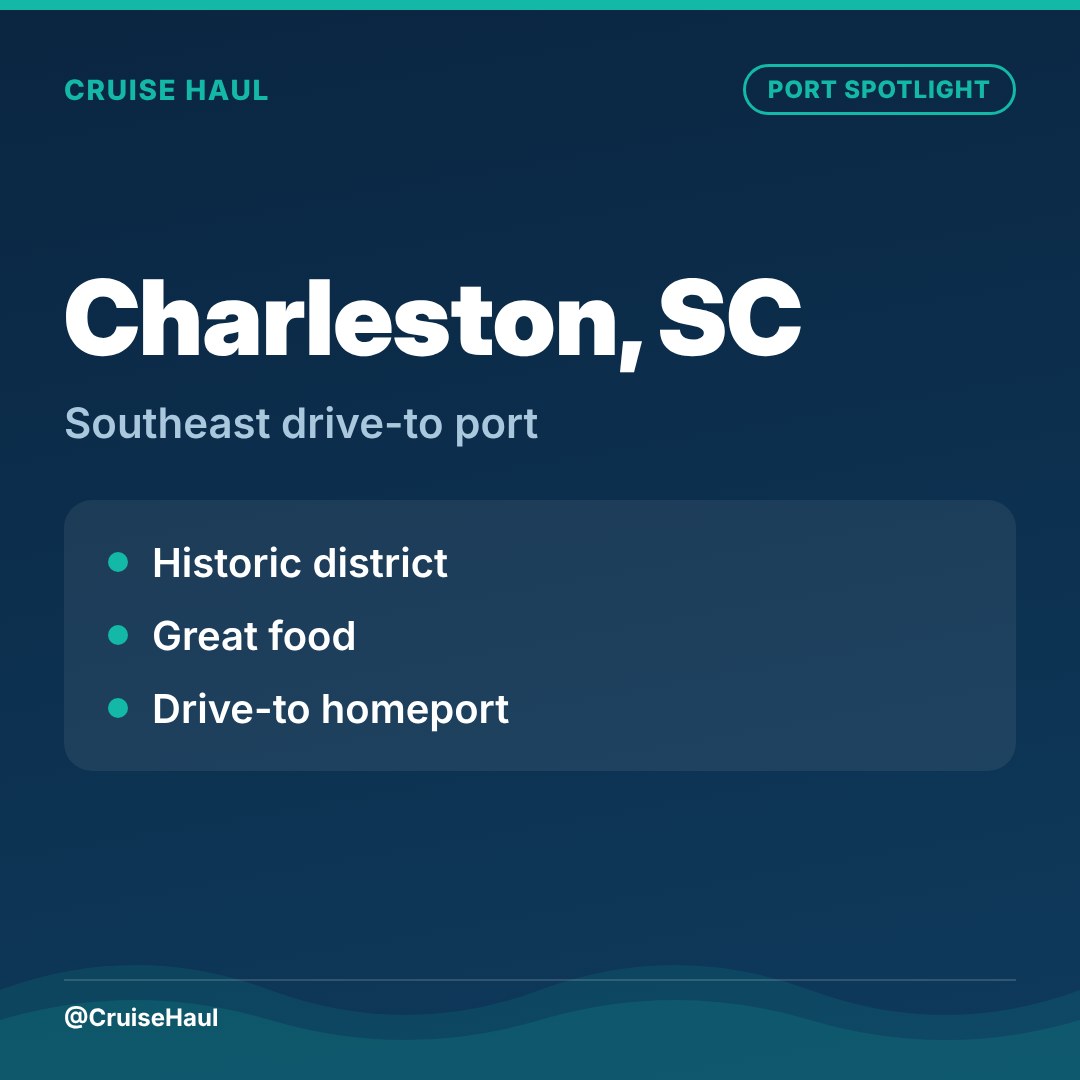 CRUISE HAUL
PORT SPOTLIGHT
Charleston, SC
Southeast drive-to port
Historic district
Great food
Drive-to homeport
@CruiseHaul